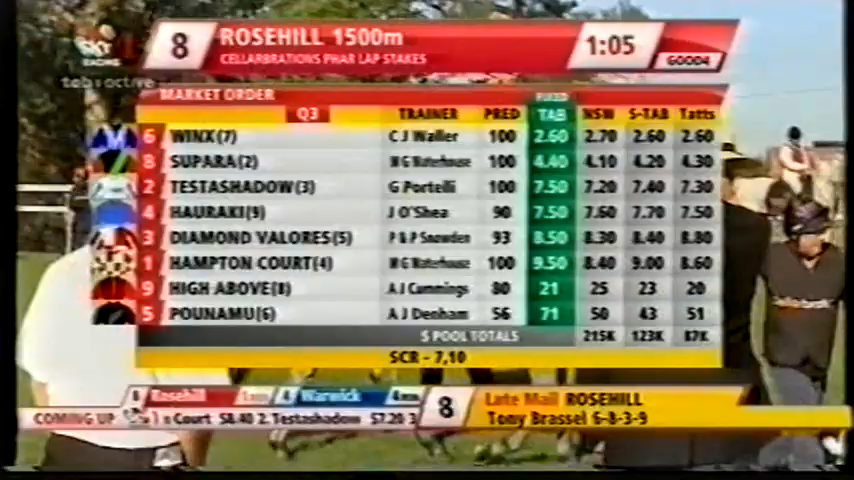 SKY
RACING
tab active
8 ROSEHILL 1500m 1:05
CELLARBRATIONS PHAR LAP STAKES GOOD4
MARKET ORDER FIXED
Q3 TRAINER PRED TAB NSW S-TAB Tatts
6 WINX(7) C J Waller 100 2.60 2.70 2.60 2.60
8 SUPARA(2) M G Waterhouse 100 4.40 4.10 4.20 4.30
2 TESTASHADOW(3) G Portelli 100 7.50 7.20 7.40 7.30
4 HAURAKI(9) J O'Shea 90 7.50 7.60 7.70 7.50
3 DIAMOND VALORES(5) P & P Snowden 93 8.50 8.30 8.40 8.80
1 HAMPTON COURT(4) M G Waterhouse 100 9.50 8.40 9.00 8.60
9 HIGH ABOVE(8) A J Cummings 80 21 25 23 20
5 POUNAMU(6) A J Denham 56 71 50 43 51
$ POOL TOTALS 215K 123K 87K
SCR - 7,10
8 Rosehill 1min 4 Warwick 4min
COMING UP n Court $8.40 2. Testashadow $7.20 3
8 Late Mail ROSEHILL
Tony Brassel 6-8-3-9